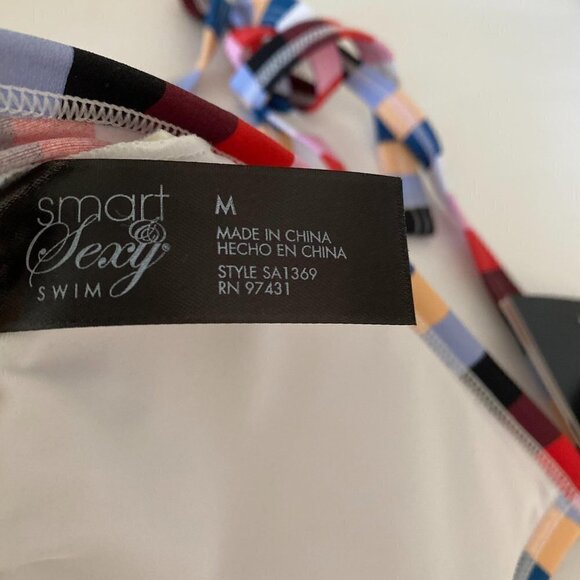 smart
&
Sexy®
SWIM
M
MADE IN CHINA
HECHO EN CHINA
STYLE SA1369
RN 97431